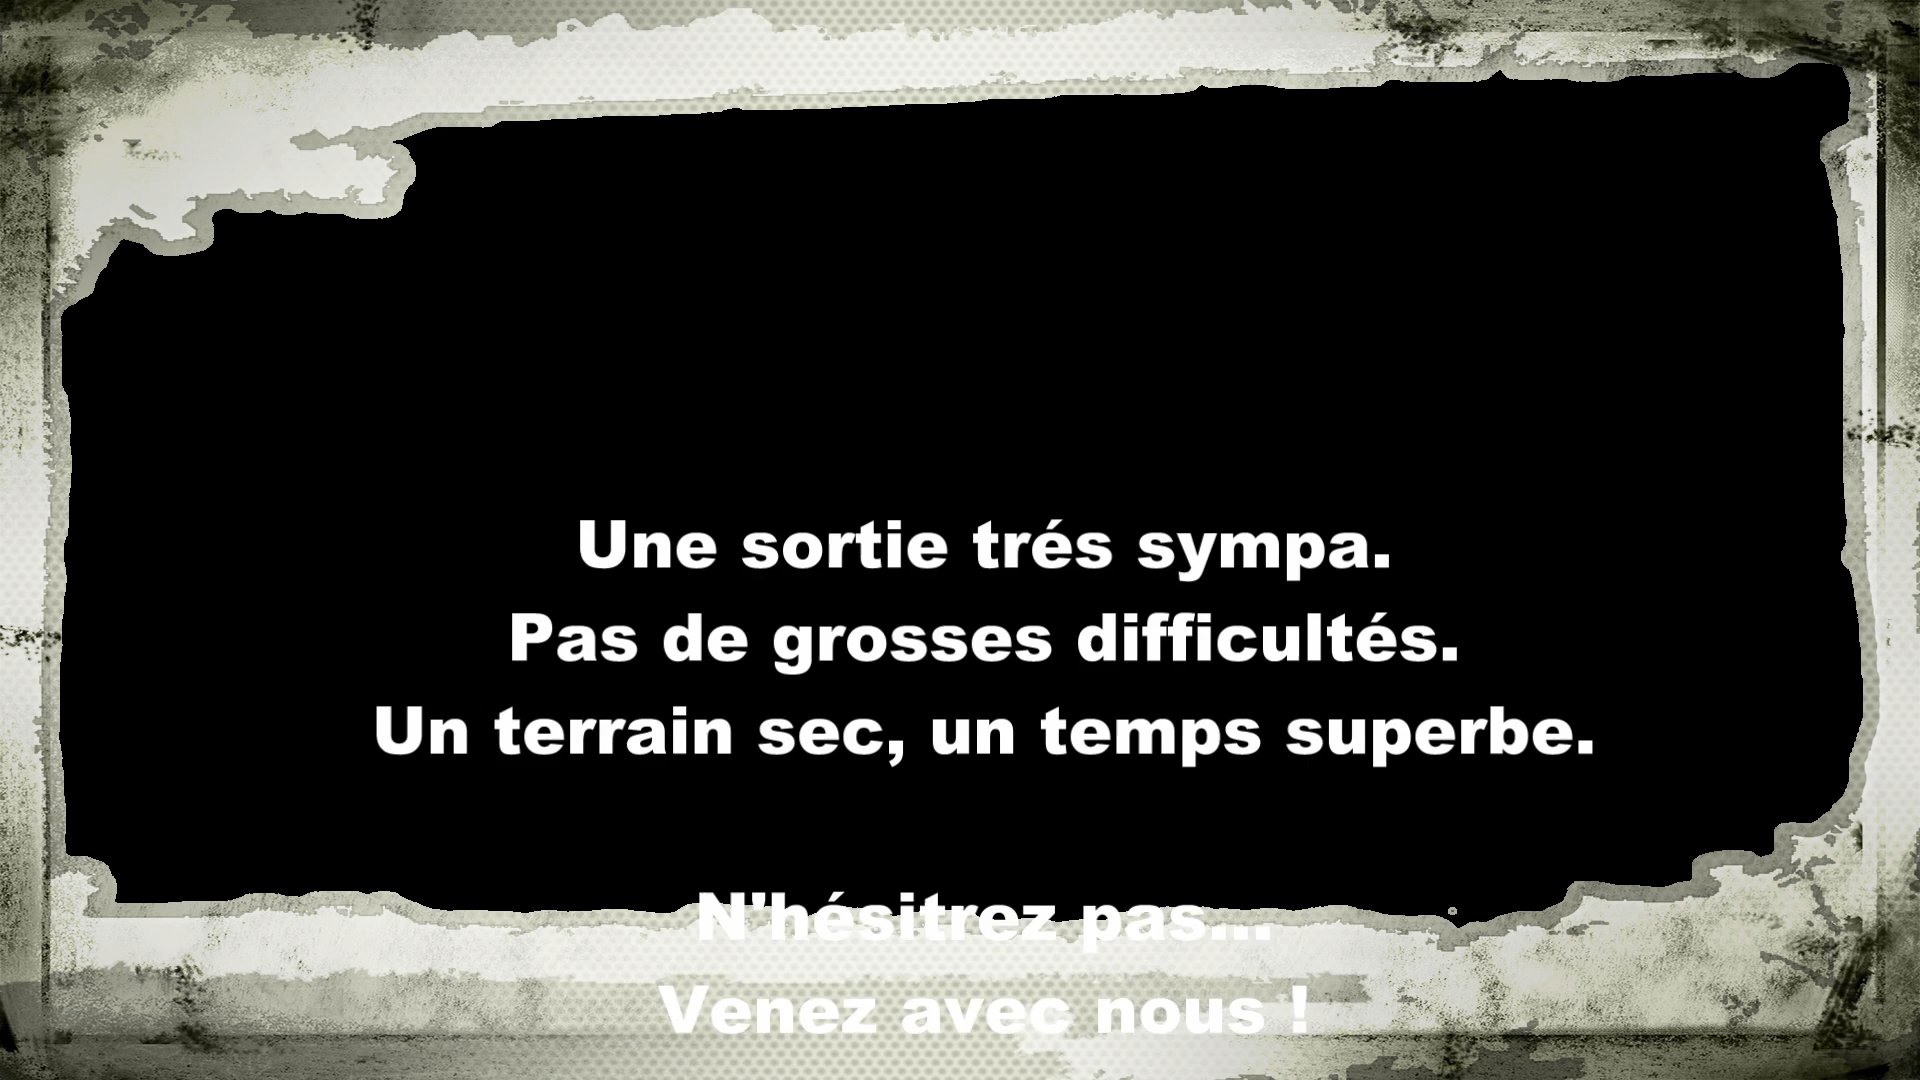 Une sortie trés sympa.
Pas de grosses difficultés.
Un terrain sec, un temps superbe.
N'hésitrez pas...
Venez avec nous !